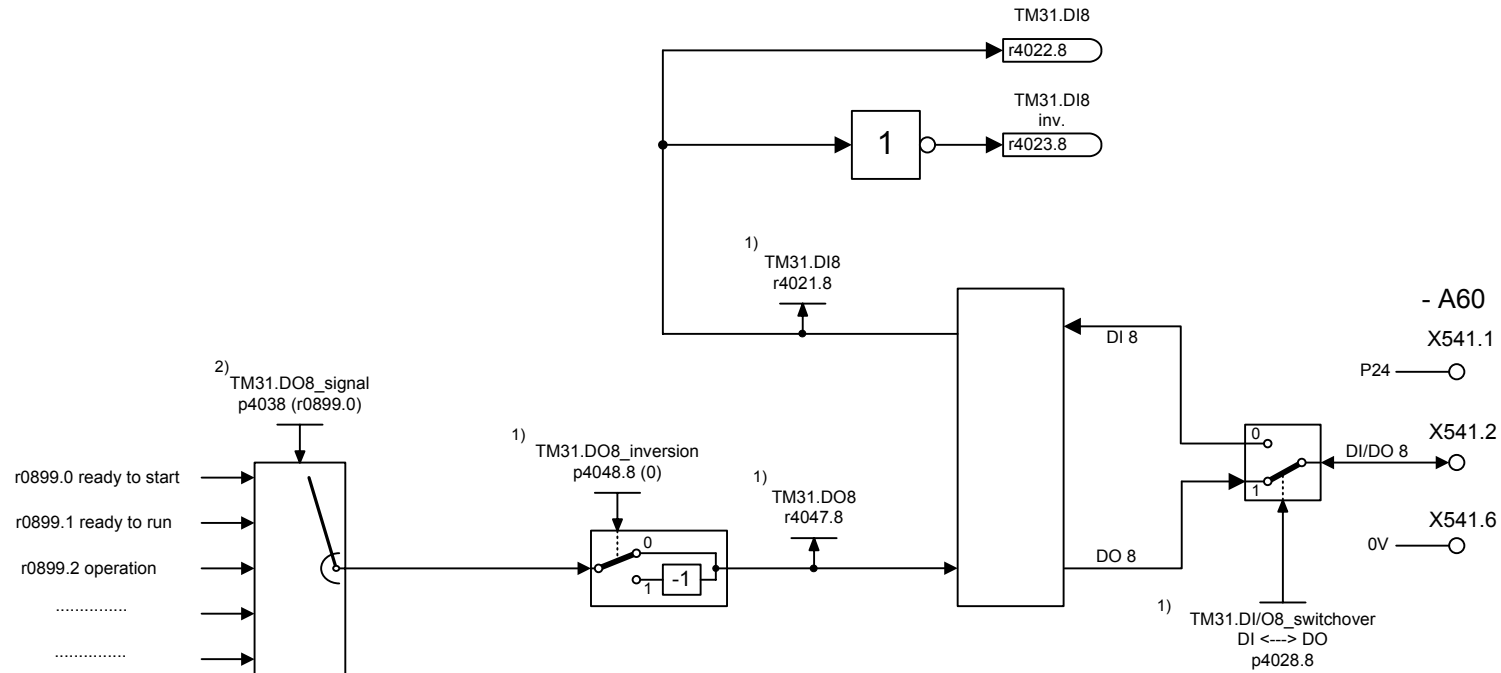 TM31.DI8
r4022.8
TM31.DI8
inv.
1
r4023.8
1)
TM31.DI8
r4021.8
- A60
X541.1
DI 8
P24
2)
TM31.DO8_signal
p4038 (r0899.0)
X541.2
0
DI/DO 8
1
1)
TM31.DO8_inversion
p4048.8 (0)
r0899.0 ready to start
1)
TM31.DO8
r4047.8
r0899.1 ready to run
X541.6
0V
0
r0899.2 operation
DO 8
1
-1
...............
1)
TM31.DI/O8_switchover
DI <---> DO
p4028.8
...............